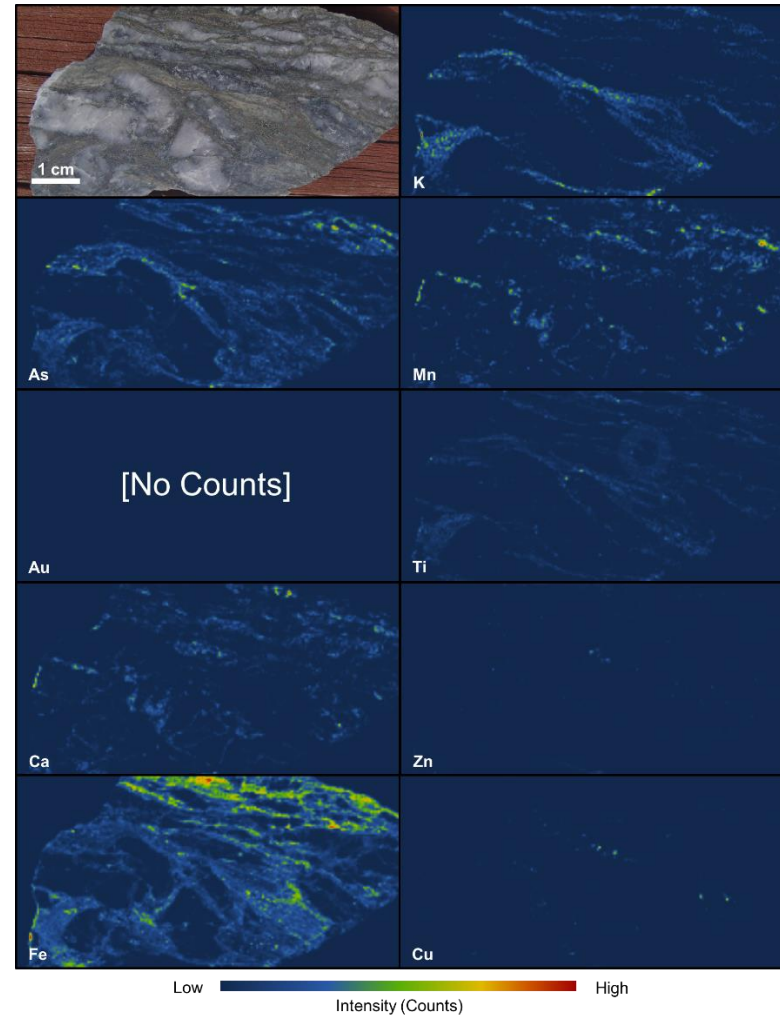 1 cm
K
As
Mn
[No Counts]
Au
Ti
Ca
Zn
Fe
Cu
Low High
Intensity (Counts)